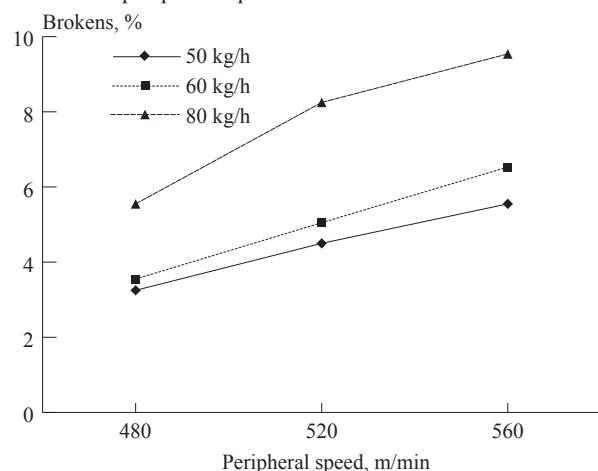 Brokens, %
10
50 kg/h
60 kg/h
80 kg/h
8
6
4
2
0
480 520 560
Peripheral speed, m/min